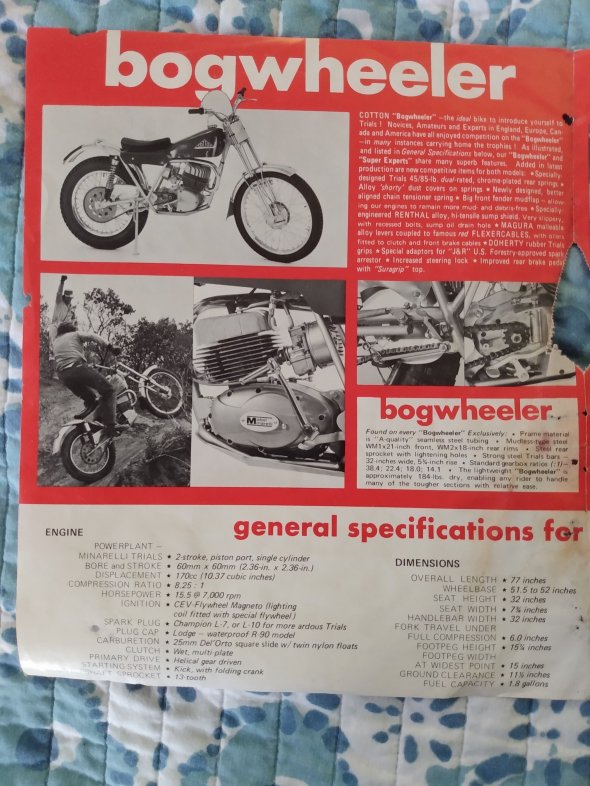 bogwheeler
COTTON "Bogwheeler" —the ideal bike to introduce yourself to
Trials ! Novices, Amateurs and Experts in England, Europe, Can-
ada and America have all enjoyed competition on the "Bogwheeler"
—in many instances carrying home the trophies ! As illustrated,
and listed in General Specifications below, our "Bogwheeler" and
"Super Experts" share many superb features. Added in latest
production are new competitive items for both models: ★ Specially
designed Trials 45/85-lb. dual-rated, chrome-plated rear springs ★
Alloy 'shorty' dust covers on springs ★ Newly designed, better
aligned chain tensioner spring ★ Big front fender mudflap – allow-
ing our engines to remain more mud- and debris-free ★ Specially
engineered RENTHAL alloy, hi-tensile sump shield. Very slippery,
with recessed bolts, sump oil drain hole ★ MAGURA malleable
alloy levers coupled to famous red FLEXERCABLES, with oilers
fitted to clutch and front brake cables ★ DOHERTY rubber Trials
grips ★ Special adaptors for "J&R" U.S. Forestry-approved spark
arrestor ★ Increased steering lock ★ Improved rear brake pedal
with "Suragrip" top.
bogwheeler
Found on every "Bogwheeler" Exclusively: • Frame material
is "A-quality" seamless steel tubing • Mudless-type steel
WM1x21-inch front, WM2x18-inch rear rims • Steel rear
sprocket with lightening holes • Strong steel Trials bars –
32-inches wide, 5¾-inch rise • Standard gearbox ratios (:1)–
38.4; 22.4; 18.0; 14.1 • The lightweight "Bogwheeler" is
approximately 184-lbs. dry, enabling any rider to handle
many of the tougher sections with relative ease.
general specifications for
ENGINE
POWERPLANT –
MINARELLI TRIALS ★ 2-stroke, piston port, single cylinder
BORE and STROKE ★ 60mm x 60mm (2.36-in. x 2.36-in.)
DISPLACEMENT ★ 170cc (10.37 cubic inches)
COMPRESSION RATIO ★ 8.25 : 1
HORSEPOWER ★ 15.5 @ 7,000 rpm
IGNITION ★ CEV-Flywheel Magneto (lighting
coil fitted with special flywheel)
SPARK PLUG ★ Champion L-7, or L-10 for more ardous Trials
PLUG CAP ★ Lodge – waterproof R-90 model
CARBURETION ★ 25mm Del'Orto square slide w/ twin nylon floats
CLUTCH ★ Wet, multi-plate
PRIMARY DRIVE ★ Helical gear driven
STARTING SYSTEM ★ Kick, with folding crank
SHAFT SPROCKET ★ 13-tooth
DIMENSIONS
OVERALL LENGTH ★ 77 inches
WHEELBASE ★ 51.5 to 52 inches
SEAT HEIGHT ★ 32 inches
SEAT WIDTH ★ 7¾ inches
HANDLEBAR WIDTH ★ 32 inches
FORK TRAVEL UNDER
FULL COMPRESSION ★ 6.0 inches
FOOTPEG HEIGHT ★ 15¼ inches
FOOTPEG WIDTH
AT WIDEST POINT ★ 15 inches
GROUND CLEARANCE ★ 11½ inches
FUEL CAPACITY ★ 1.8 gallons